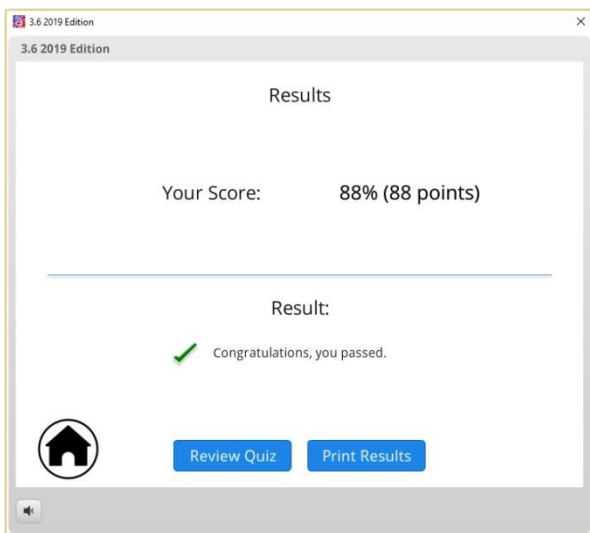 3.6 2019 Edition
3.6 2019 Edition
Results
Your Score: 88% (88 points)
Result:
Congratulations, you passed.
Review Quiz Print Results